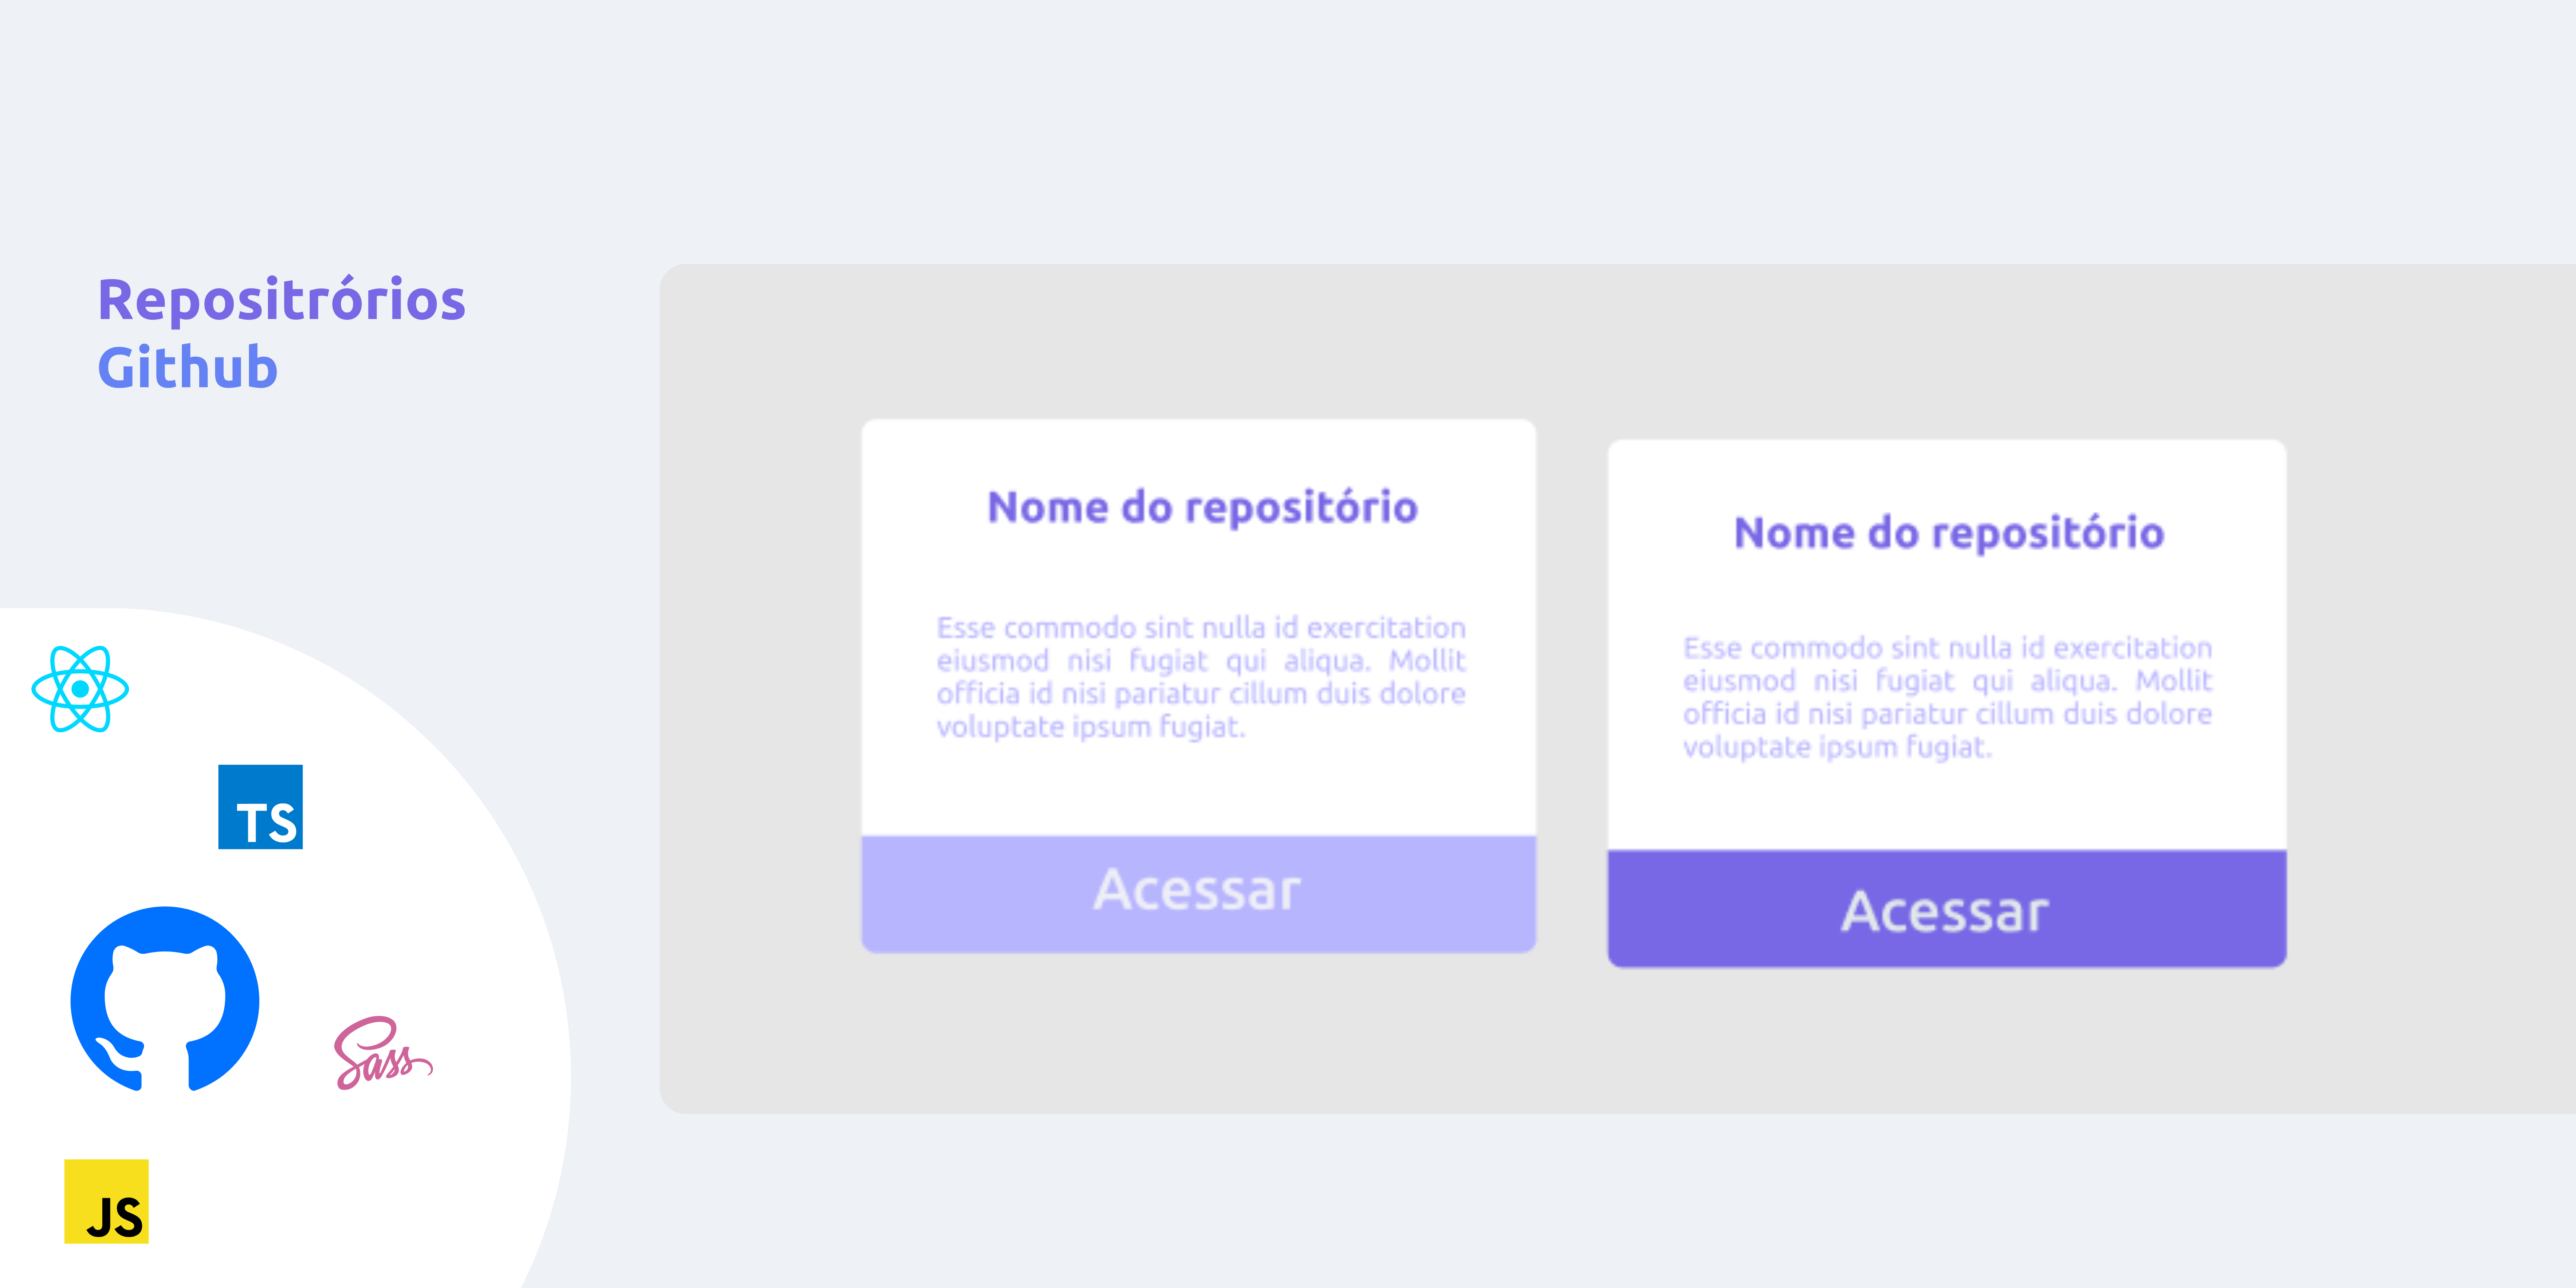 Repositrórios
Github
TS
Sass
JS
Nome do repositório
Esse commodo sint nulla id exercitation
eiusmod nisi fugiat qui aliqua. Mollit
officia id nisi pariatur cillum duis dolore
voluptate ipsum fugiat.
Acessar
Nome do repositório
Esse commodo sint nulla id exercitation
eiusmod nisi fugiat qui aliqua. Mollit
officia id nisi pariatur cillum duis dolore
voluptate ipsum fugiat.
Acessar